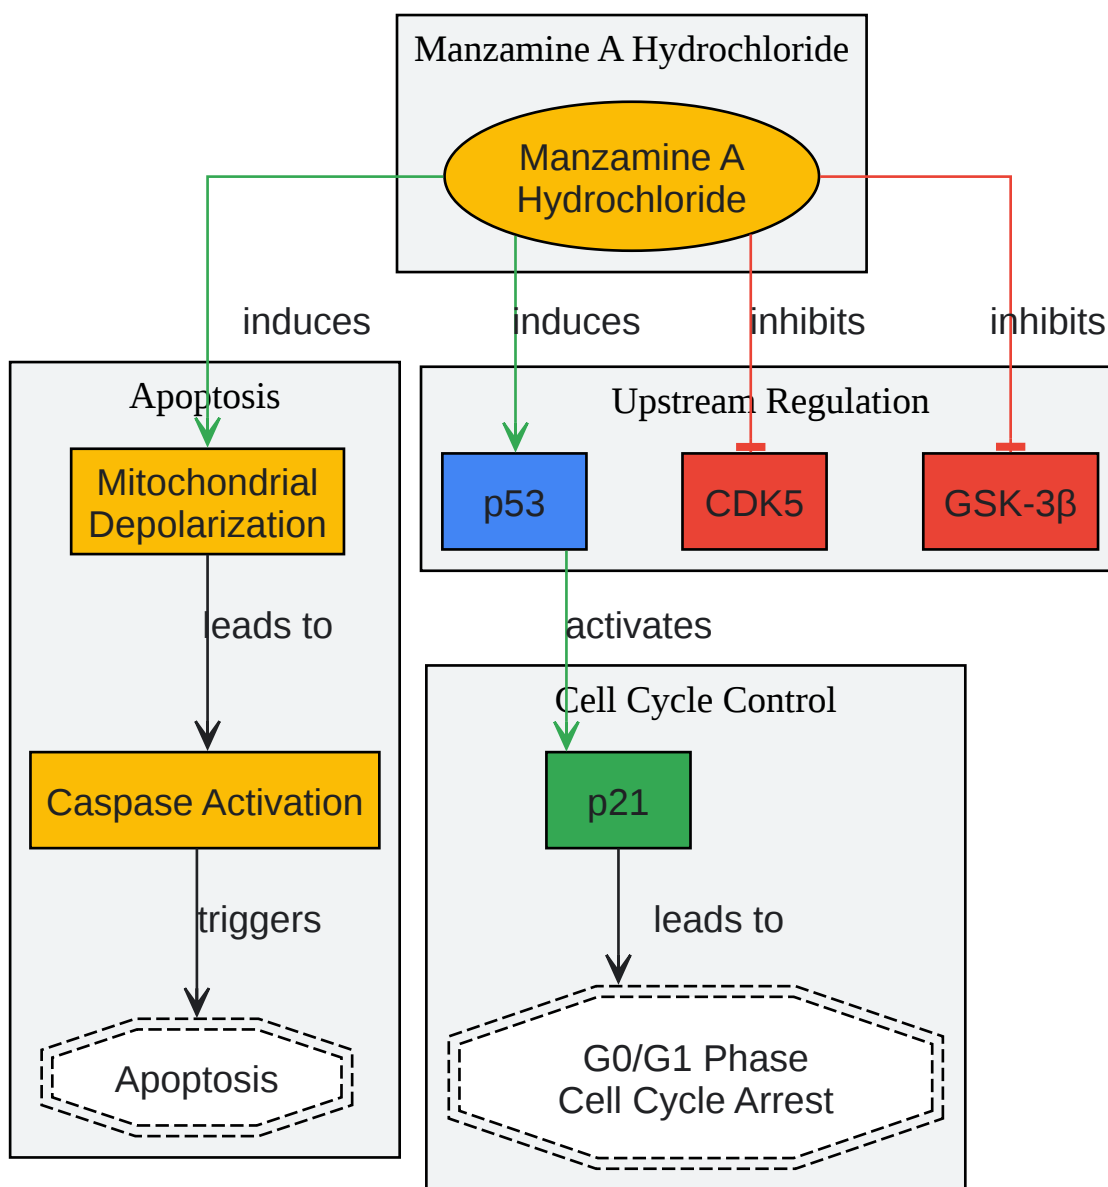 Manzamine A Hydrochloride
Manzamine A
Hydrochloride
induces
induces
inhibits
inhibits
Apoptosis
Upstream Regulation
Mitochondrial
Depolarization
p53
CDK5
GSK-3β
leads to
activates
Cell Cycle Control
Caspase Activation
p21
triggers
leads to
Apoptosis
G0/G1 Phase
Cell Cycle Arrest